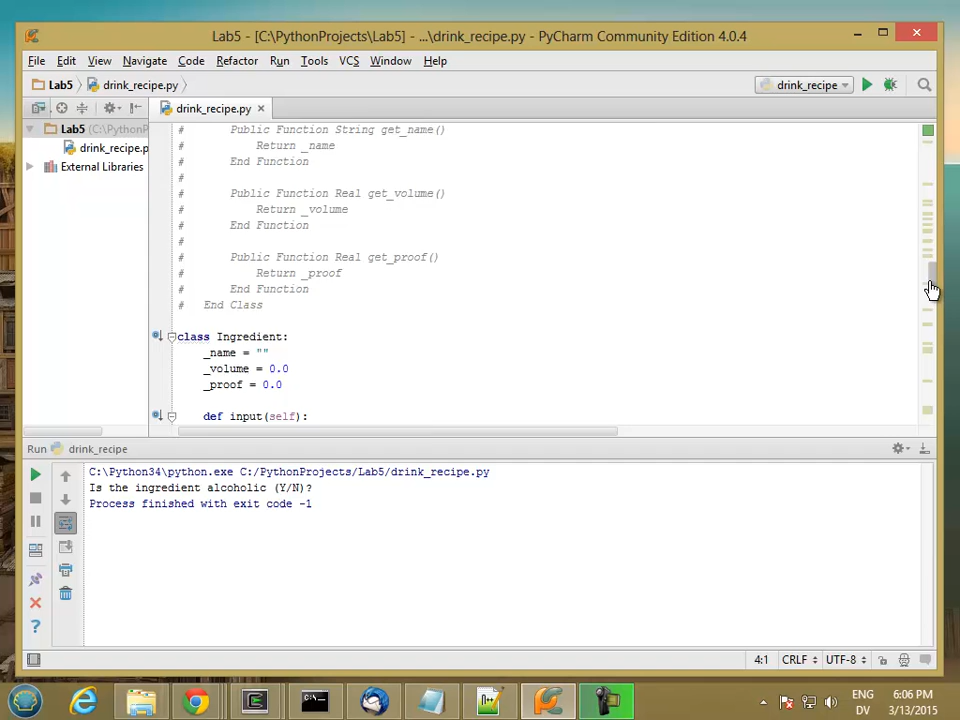 Lab5 - [C:\PythonProjects\Lab5] - ...\drink_recipe.py - PyCharm Community Edition 4.0.4
File Edit View Navigate Code Refactor Run Tools VCS Window Help
Lab5 drink_recipe.py drink_recipe
drink_recipe.py
Lab5 (C:\PythonP
drink_recipe.p
External Libraries
# Public Function String get_name()
# Return _name
# End Function
#
# Public Function Real get_volume()
# Return _volume
# End Function
#
# Public Function Real get_proof()
# Return _proof
# End Function
# End Class
class Ingredient:
_name = ""
_volume = 0.0
_proof = 0.0
def input(self):
Run drink_recipe
C:\Python34\python.exe C:/PythonProjects/Lab5/drink_recipe.py
Is the ingredient alcoholic (Y/N)?
Process finished with exit code -1
4:1 CRLF UTF-8
ENG 6:06 PM
DV 3/13/2015